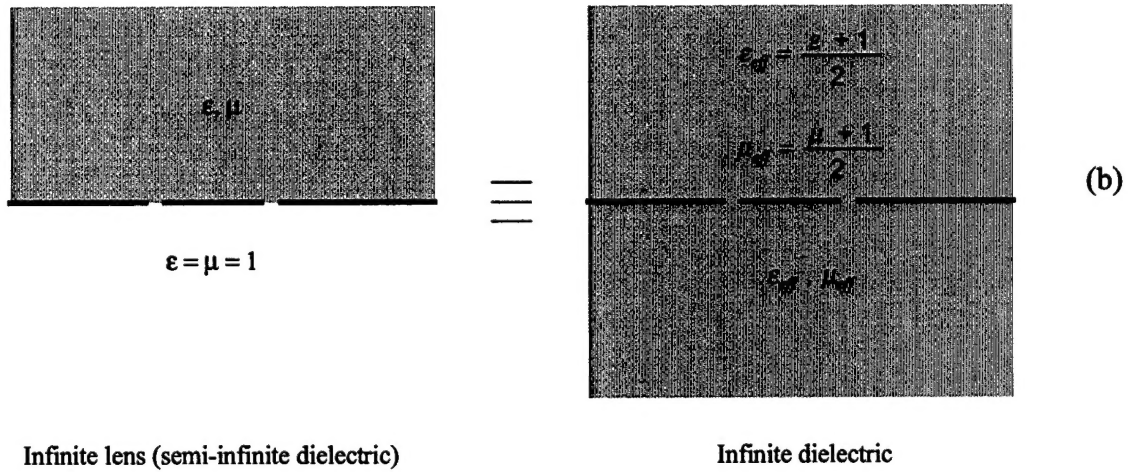 ε, μ
ε = μ = 1
Infinite lens (semi-infinite dielectric)
≡
ε_eff = (ε + 1)/2
μ_eff = (μ + 1)/2
ε_eff , μ_eff
Infinite dielectric
(b)